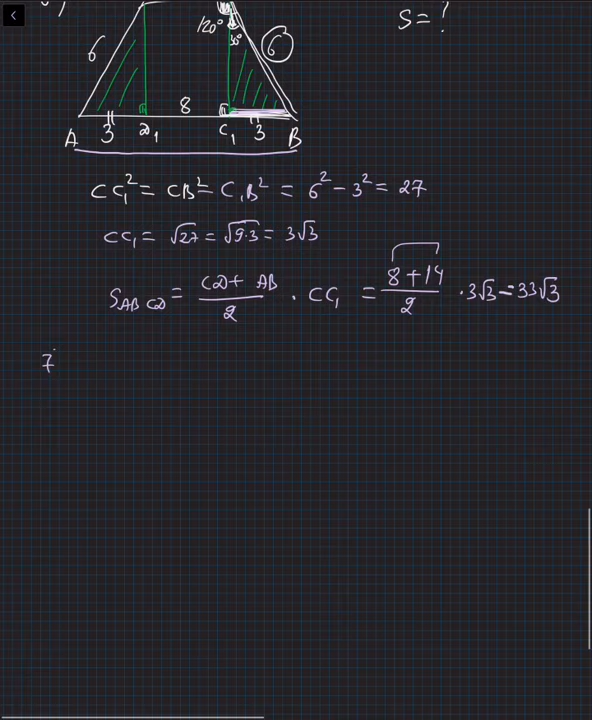 S = ?
120°
30°
6
6
8
A 3 D₁ C₁ 3 B
CC₁² = CB² = C₁B² = 6² - 3² = 27
CC₁ = √27 = √9·3 = 3√3
S_ABCD = (CD + AB)/2 · CC₁ = (8 + 14)/2 · 3√3 = 33√3
7